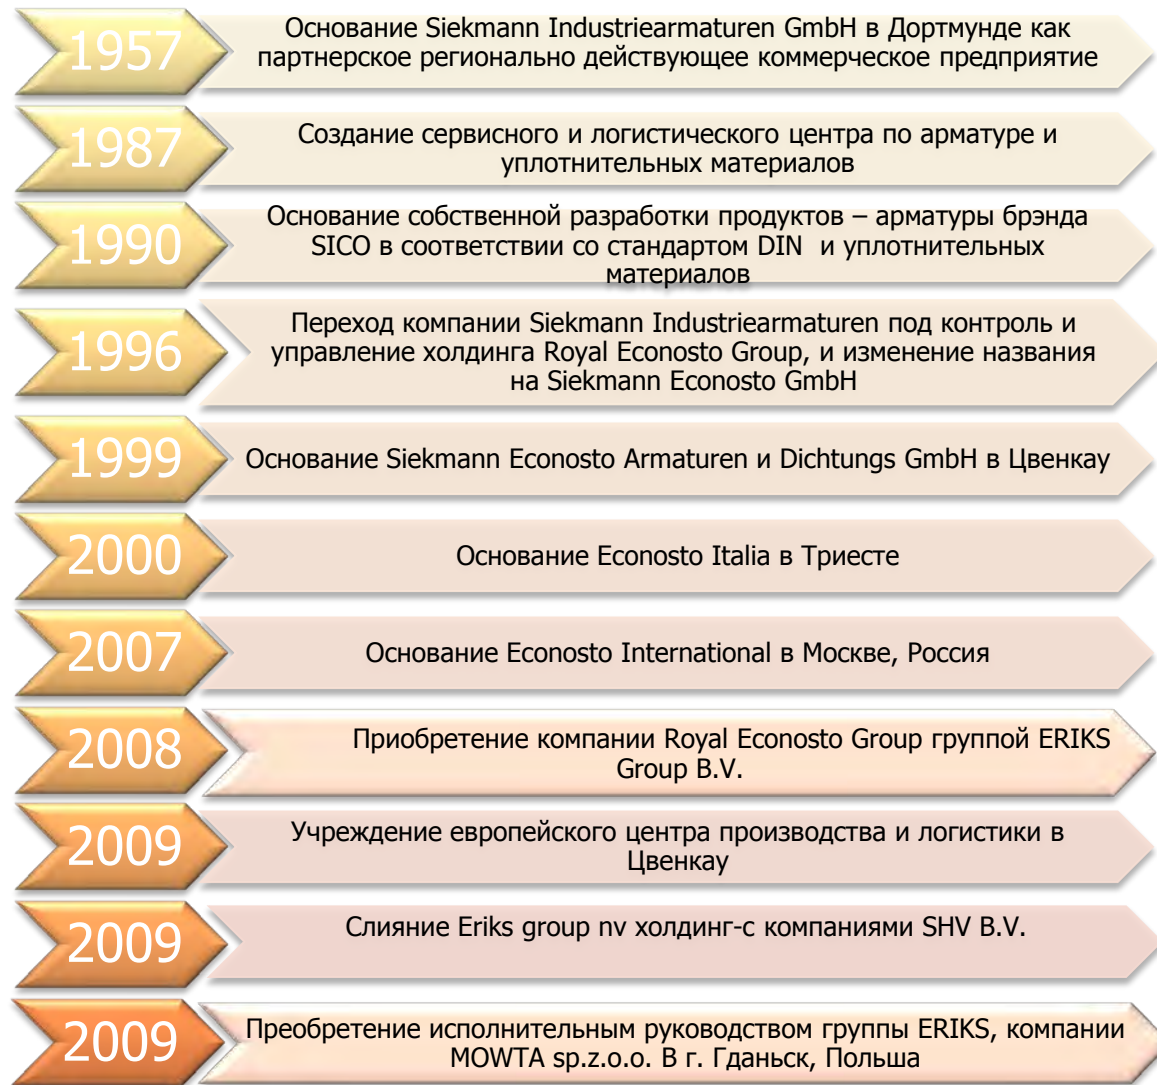 1957
Основание Siekmann Industriearmaturen GmbH в Дортмунде как
партнерское регионально действующее коммерческое предприятие
1987
Создание сервисного и логистического центра по арматуре и
уплотнительных материалов
1990
Основание собственной разработки продуктов – арматуры брэнда
SICO в соответствии со стандартом DIN и уплотнительных
материалов
1996
Переход компании Siekmann Industriearmaturen под контроль и
управление холдинга Royal Econosto Group, и изменение названия
на Siekmann Econosto GmbH
1999
Основание Siekmann Econosto Armaturen и Dichtungs GmbH в Цвенкау
2000
Основание Econosto Italia в Триесте
2007
Основание Econosto International в Москве, Россия
2008
Приобретение компании Royal Econosto Group группой ERIKS
Group B.V.
2009
Учреждение европейского центра производства и логистики в
Цвенкау
2009
Слияние Eriks group nv холдинг-с компаниями SHV B.V.
2009
Преобретение исполнительным руководством группы ERIKS, компании
MOWTA sp.z.o.o. В г. Гданьск, Польша